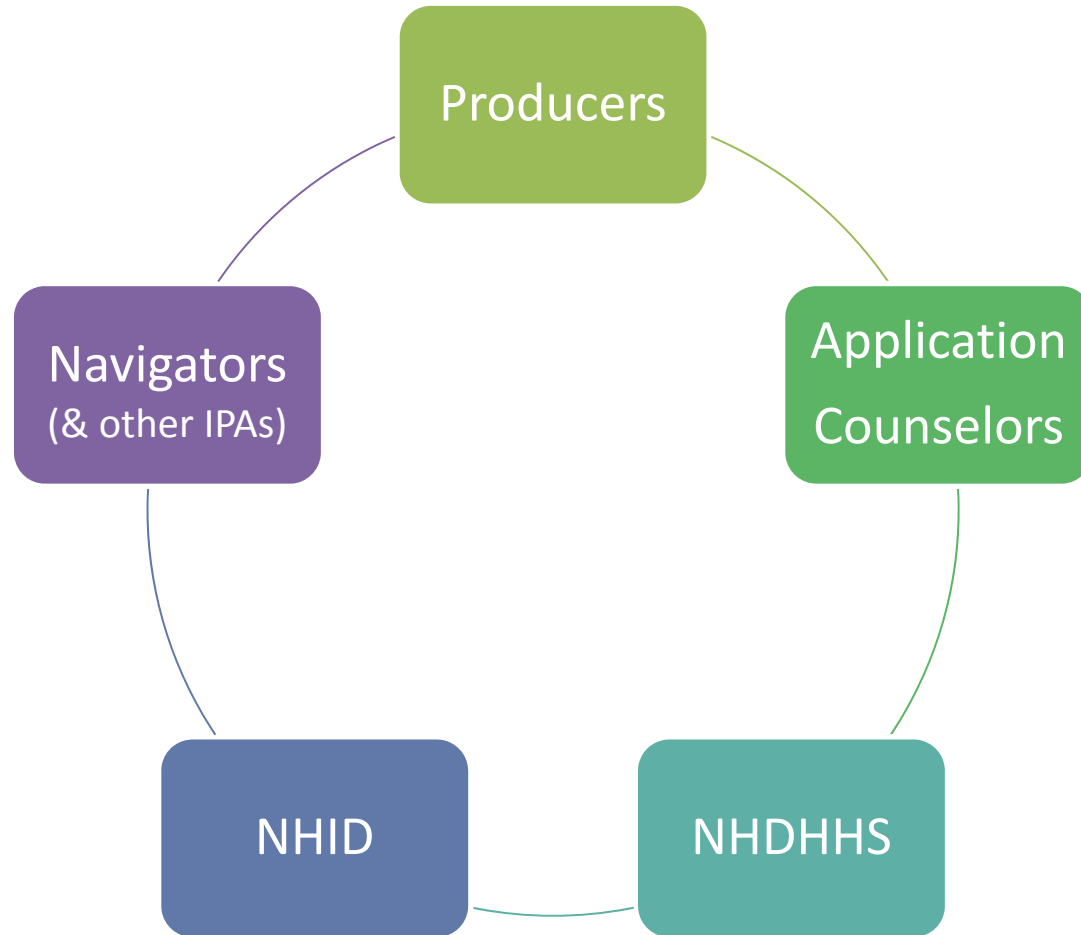 Producers
Application
Counselors
NHDHHS
NHID
Navigators
(& other IPAs)